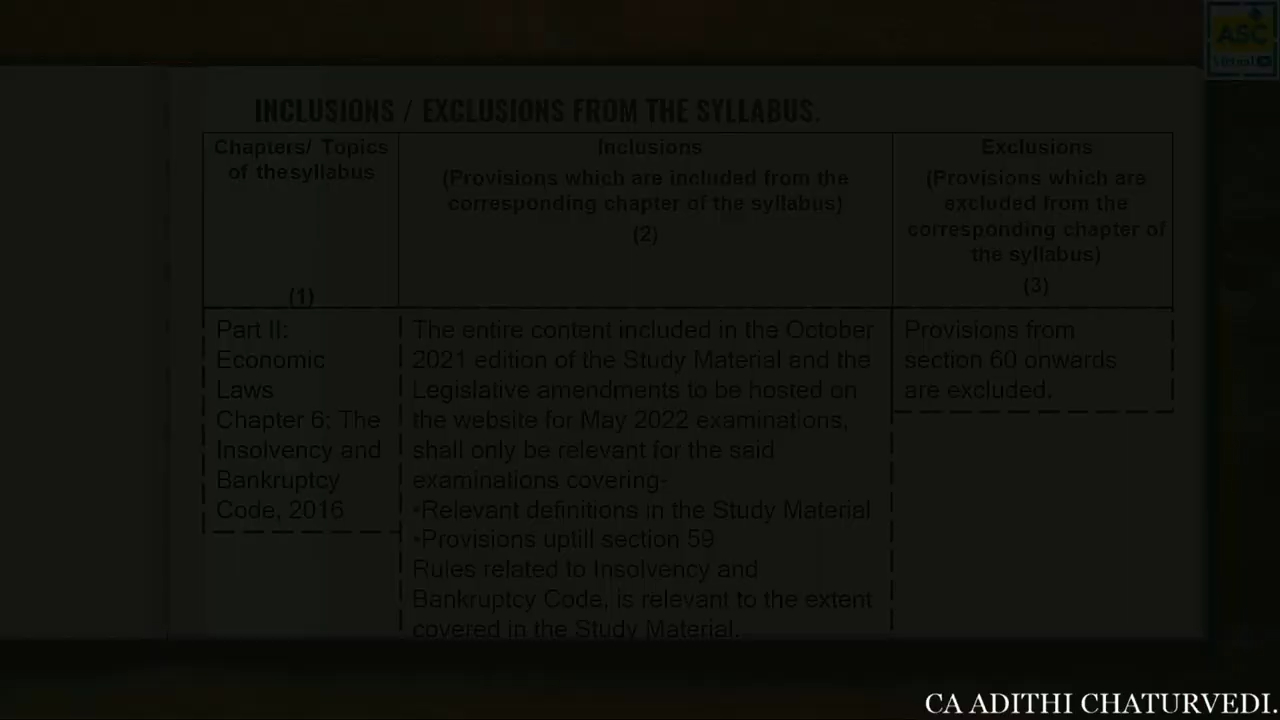 ASC
Virtual
INCLUSIONS / EXCLUSIONS FROM THE SYLLABUS.
Chapters/ Topics
of thesyllabus
(1)
Inclusions
(Provisions which are included from the
corresponding chapter of the syllabus)
(2)
Exclusions
(Provisions which are
excluded from the
corresponding chapter of
the syllabus)
(3)
Part II:
Economic
Laws
Chapter 6: The
Insolvency and
Bankruptcy
Code, 2016
The entire content included in the October
2021 edition of the Study Material and the
Legislative amendments to be hosted on
the website for May 2022 examinations,
shall only be relevant for the said
examinations covering-
•Relevant definitions in the Study Material
•Provisions uptill section 59
Rules related to Insolvency and
Bankruptcy Code, is relevant to the extent
covered in the Study Material.
Provisions from
section 60 onwards
are excluded.
CA ADITHI CHATURVEDI.